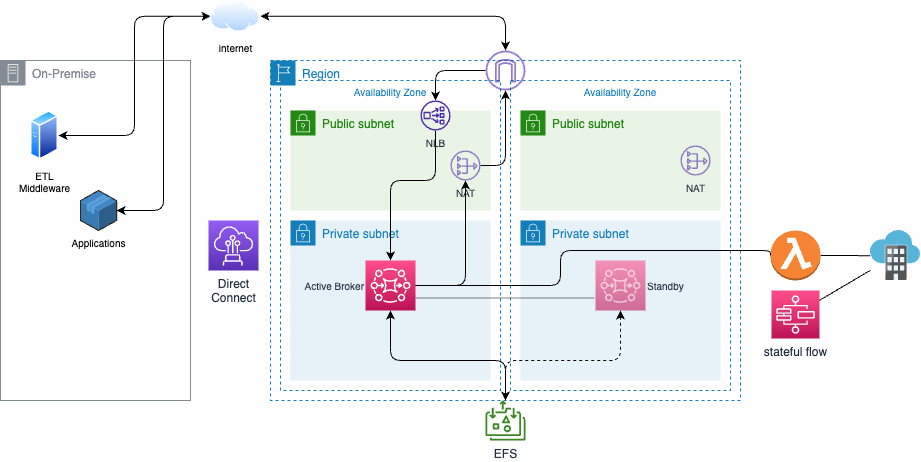 internet
On-Premise
Region
Availability Zone
Availability Zone
Public subnet
Public subnet
NLB
NAT
NAT
ETL
Middleware
Applications
Private subnet
Private subnet
Direct
Connect
Active Broker
Standby
stateful flow
EFS